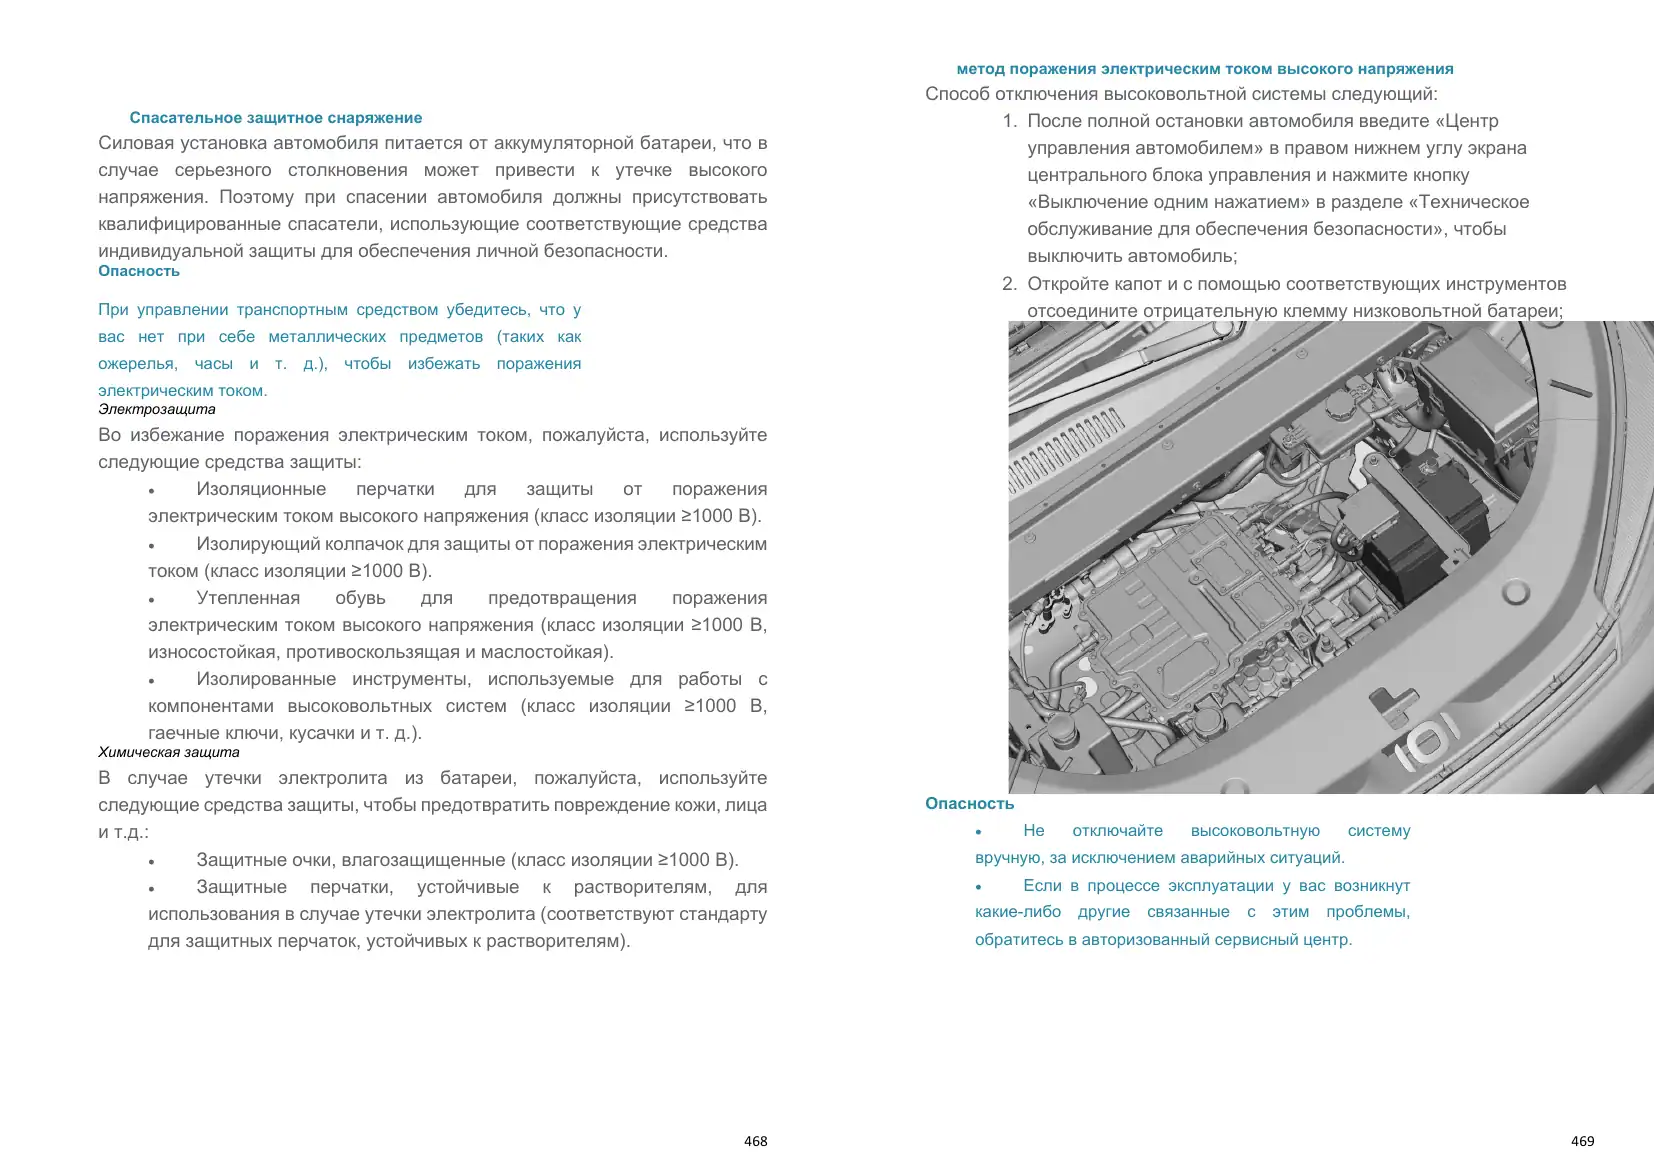 Спасательное защитное снаряжение
Силовая установка автомобиля питается от аккумуляторной батареи, что в
случае серьезного столкновения может привести к утечке высокого
напряжения. Поэтому при спасении автомобиля должны присутствовать
квалифицированные спасатели, использующие соответствующие средства
индивидуальной защиты для обеспечения личной безопасности.
Опасность
При управлении транспортным средством убедитесь, что у
вас нет при себе металлических предметов (таких как
ожерелья, часы и т. д.), чтобы избежать поражения
электрическим током.
Электрозащита
Во избежание поражения электрическим током, пожалуйста, используйте
следующие средства защиты:
• Изоляционные перчатки для защиты от поражения
электрическим током высокого напряжения (класс изоляции ≥1000 В).
• Изолирующий колпачок для защиты от поражения электрическим
током (класс изоляции ≥1000 В).
• Утепленная обувь для предотвращения поражения
электрическим током высокого напряжения (класс изоляции ≥1000 В,
износостойкая, противоскользящая и маслостойкая).
• Изолированные инструменты, используемые для работы с
компонентами высоковольтных систем (класс изоляции ≥1000 В,
гаечные ключи, кусачки и т. д.).
Химическая защита
В случае утечки электролита из батареи, пожалуйста, используйте
следующие средства защиты, чтобы предотвратить повреждение кожи, лица
и т.д.:
• Защитные очки, влагозащищенные (класс изоляции ≥1000 В).
• Защитные перчатки, устойчивые к растворителям, для
использования в случае утечки электролита (соответствуют стандарту
для защитных перчаток, устойчивых к растворителям).
468
метод поражения электрическим током высокого напряжения
Способ отключения высоковольтной системы следующий:
1. После полной остановки автомобиля введите «Центр
управления автомобилем» в правом нижнем углу экрана
центрального блока управления и нажмите кнопку
«Выключение одним нажатием» в разделе «Техническое
обслуживание для обеспечения безопасности», чтобы
выключить автомобиль;
2. Откройте капот и с помощью соответствующих инструментов
отсоедините отрицательную клемму низковольтной батареи;
Опасность
• Не отключайте высоковольтную систему
вручную, за исключением аварийных ситуаций.
• Если в процессе эксплуатации у вас возникнут
какие-либо другие связанные с этим проблемы,
обратитесь в авторизованный сервисный центр.
469